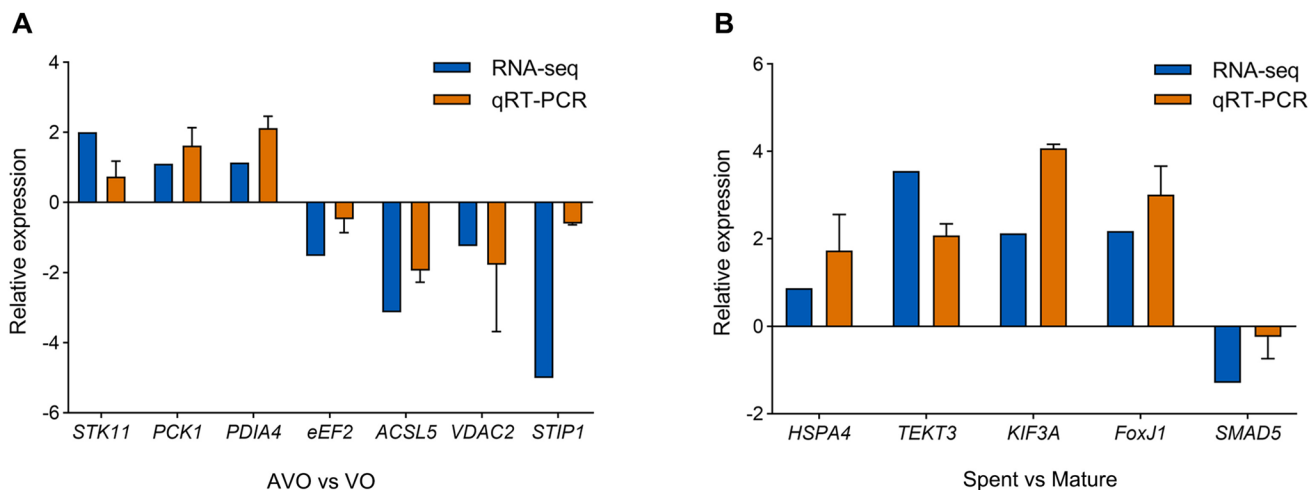 A
RNA-seq
qRT-PCR
Relative expression
4
2
0
-2
-4
-6
STK11 PCK1 PDIA4 eEF2 ACSL5 VDAC2 STIP1
AVO vs VO
B
RNA-seq
qRT-PCR
Relative expression
6
4
2
0
-2
HSPA4 TEKT3 KIF3A FoxJ1 SMAD5
Spent vs Mature